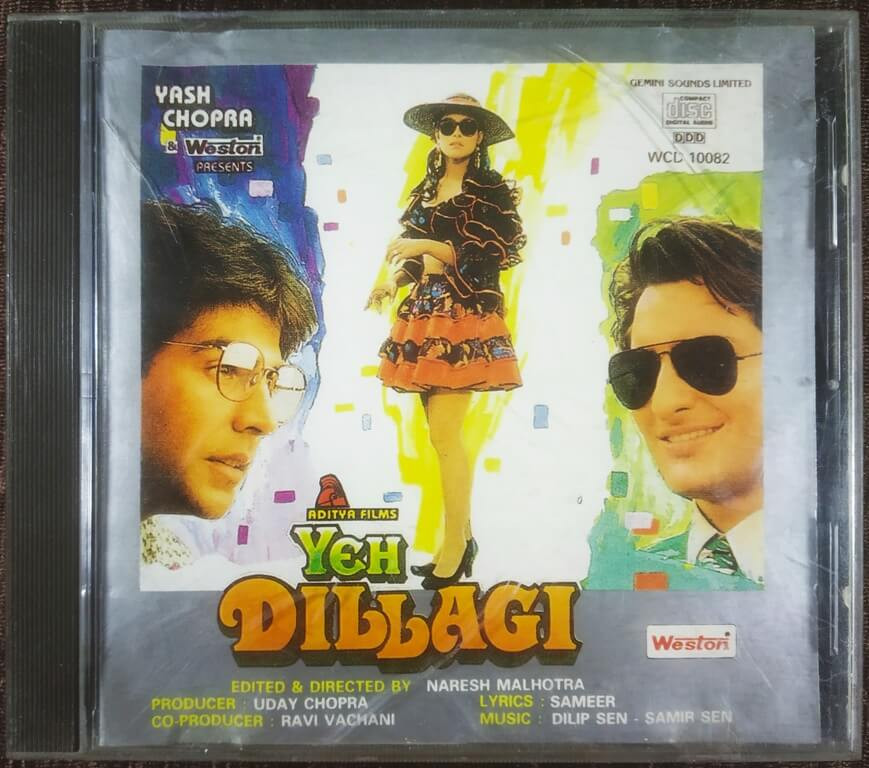 YASH
CHOPRA
& Weston
PRESENTS
GEMINI SOUNDS LIMITED
COMPACT
disc
DIGITAL AUDIO
DDD
WCD 10082
ADITYA FILMS
YEH
DILLAGI
Weston
EDITED & DIRECTED BY NARESH MALHOTRA
PRODUCER : UDAY CHOPRA LYRICS : SAMEER
CO-PRODUCER : RAVI VACHANI MUSIC : DILIP SEN - SAMIR SEN